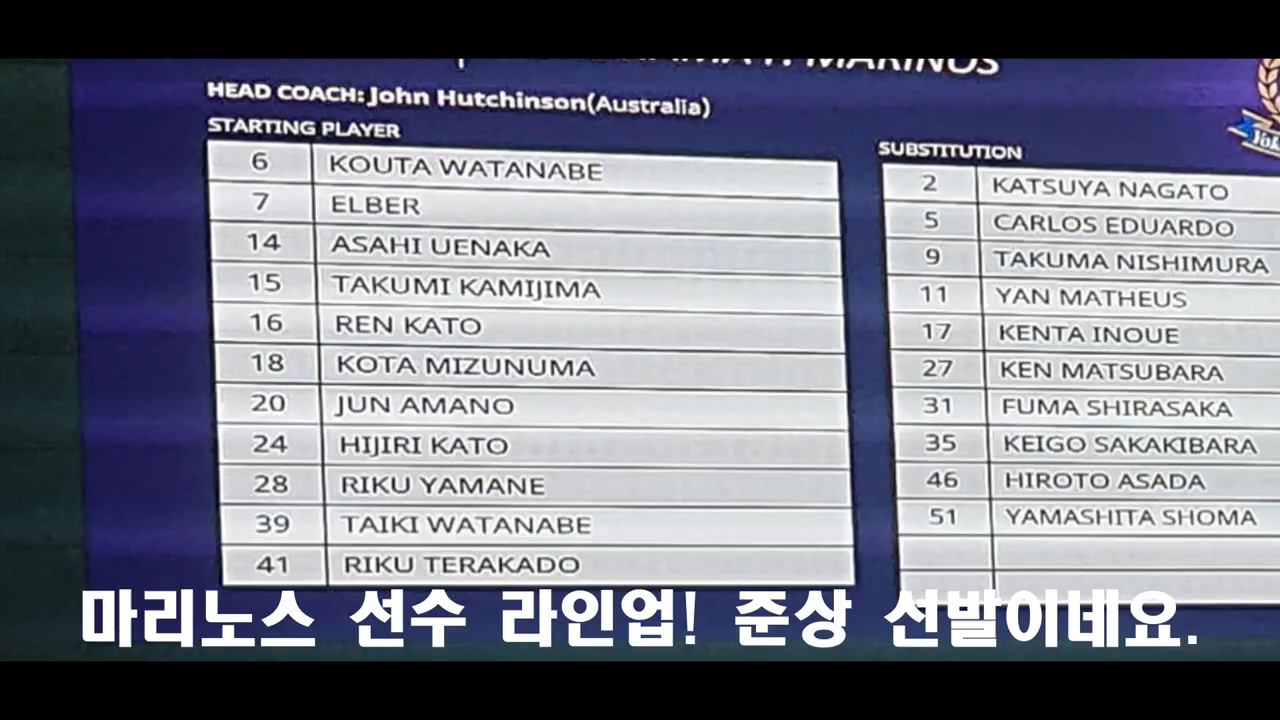 MARINOS
HEAD COACH: John Hutchinson(Australia)
STARTING PLAYER
6 KOUTA WATANABE
7 ELBER
14 ASAHI UENAKA
15 TAKUMI KAMIJIMA
16 REN KATO
18 KOTA MIZUNUMA
20 JUN AMANO
24 HIJIRI KATO
28 RIKU YAMANE
39 TAIKI WATANABE
41 RIKU TERAKADO
SUBSTITUTION
2 KATSUYA NAGATO
5 CARLOS EDUARDO
9 TAKUMA NISHIMURA
11 YAN MATHEUS
17 KENTA INOUE
27 KEN MATSUBARA
31 FUMA SHIRASAKA
35 KEIGO SAKAKIBARA
46 HIROTO ASADA
51 YAMASHITA SHOMA
마리노스 선수 라인업! 준상 선발이네요.